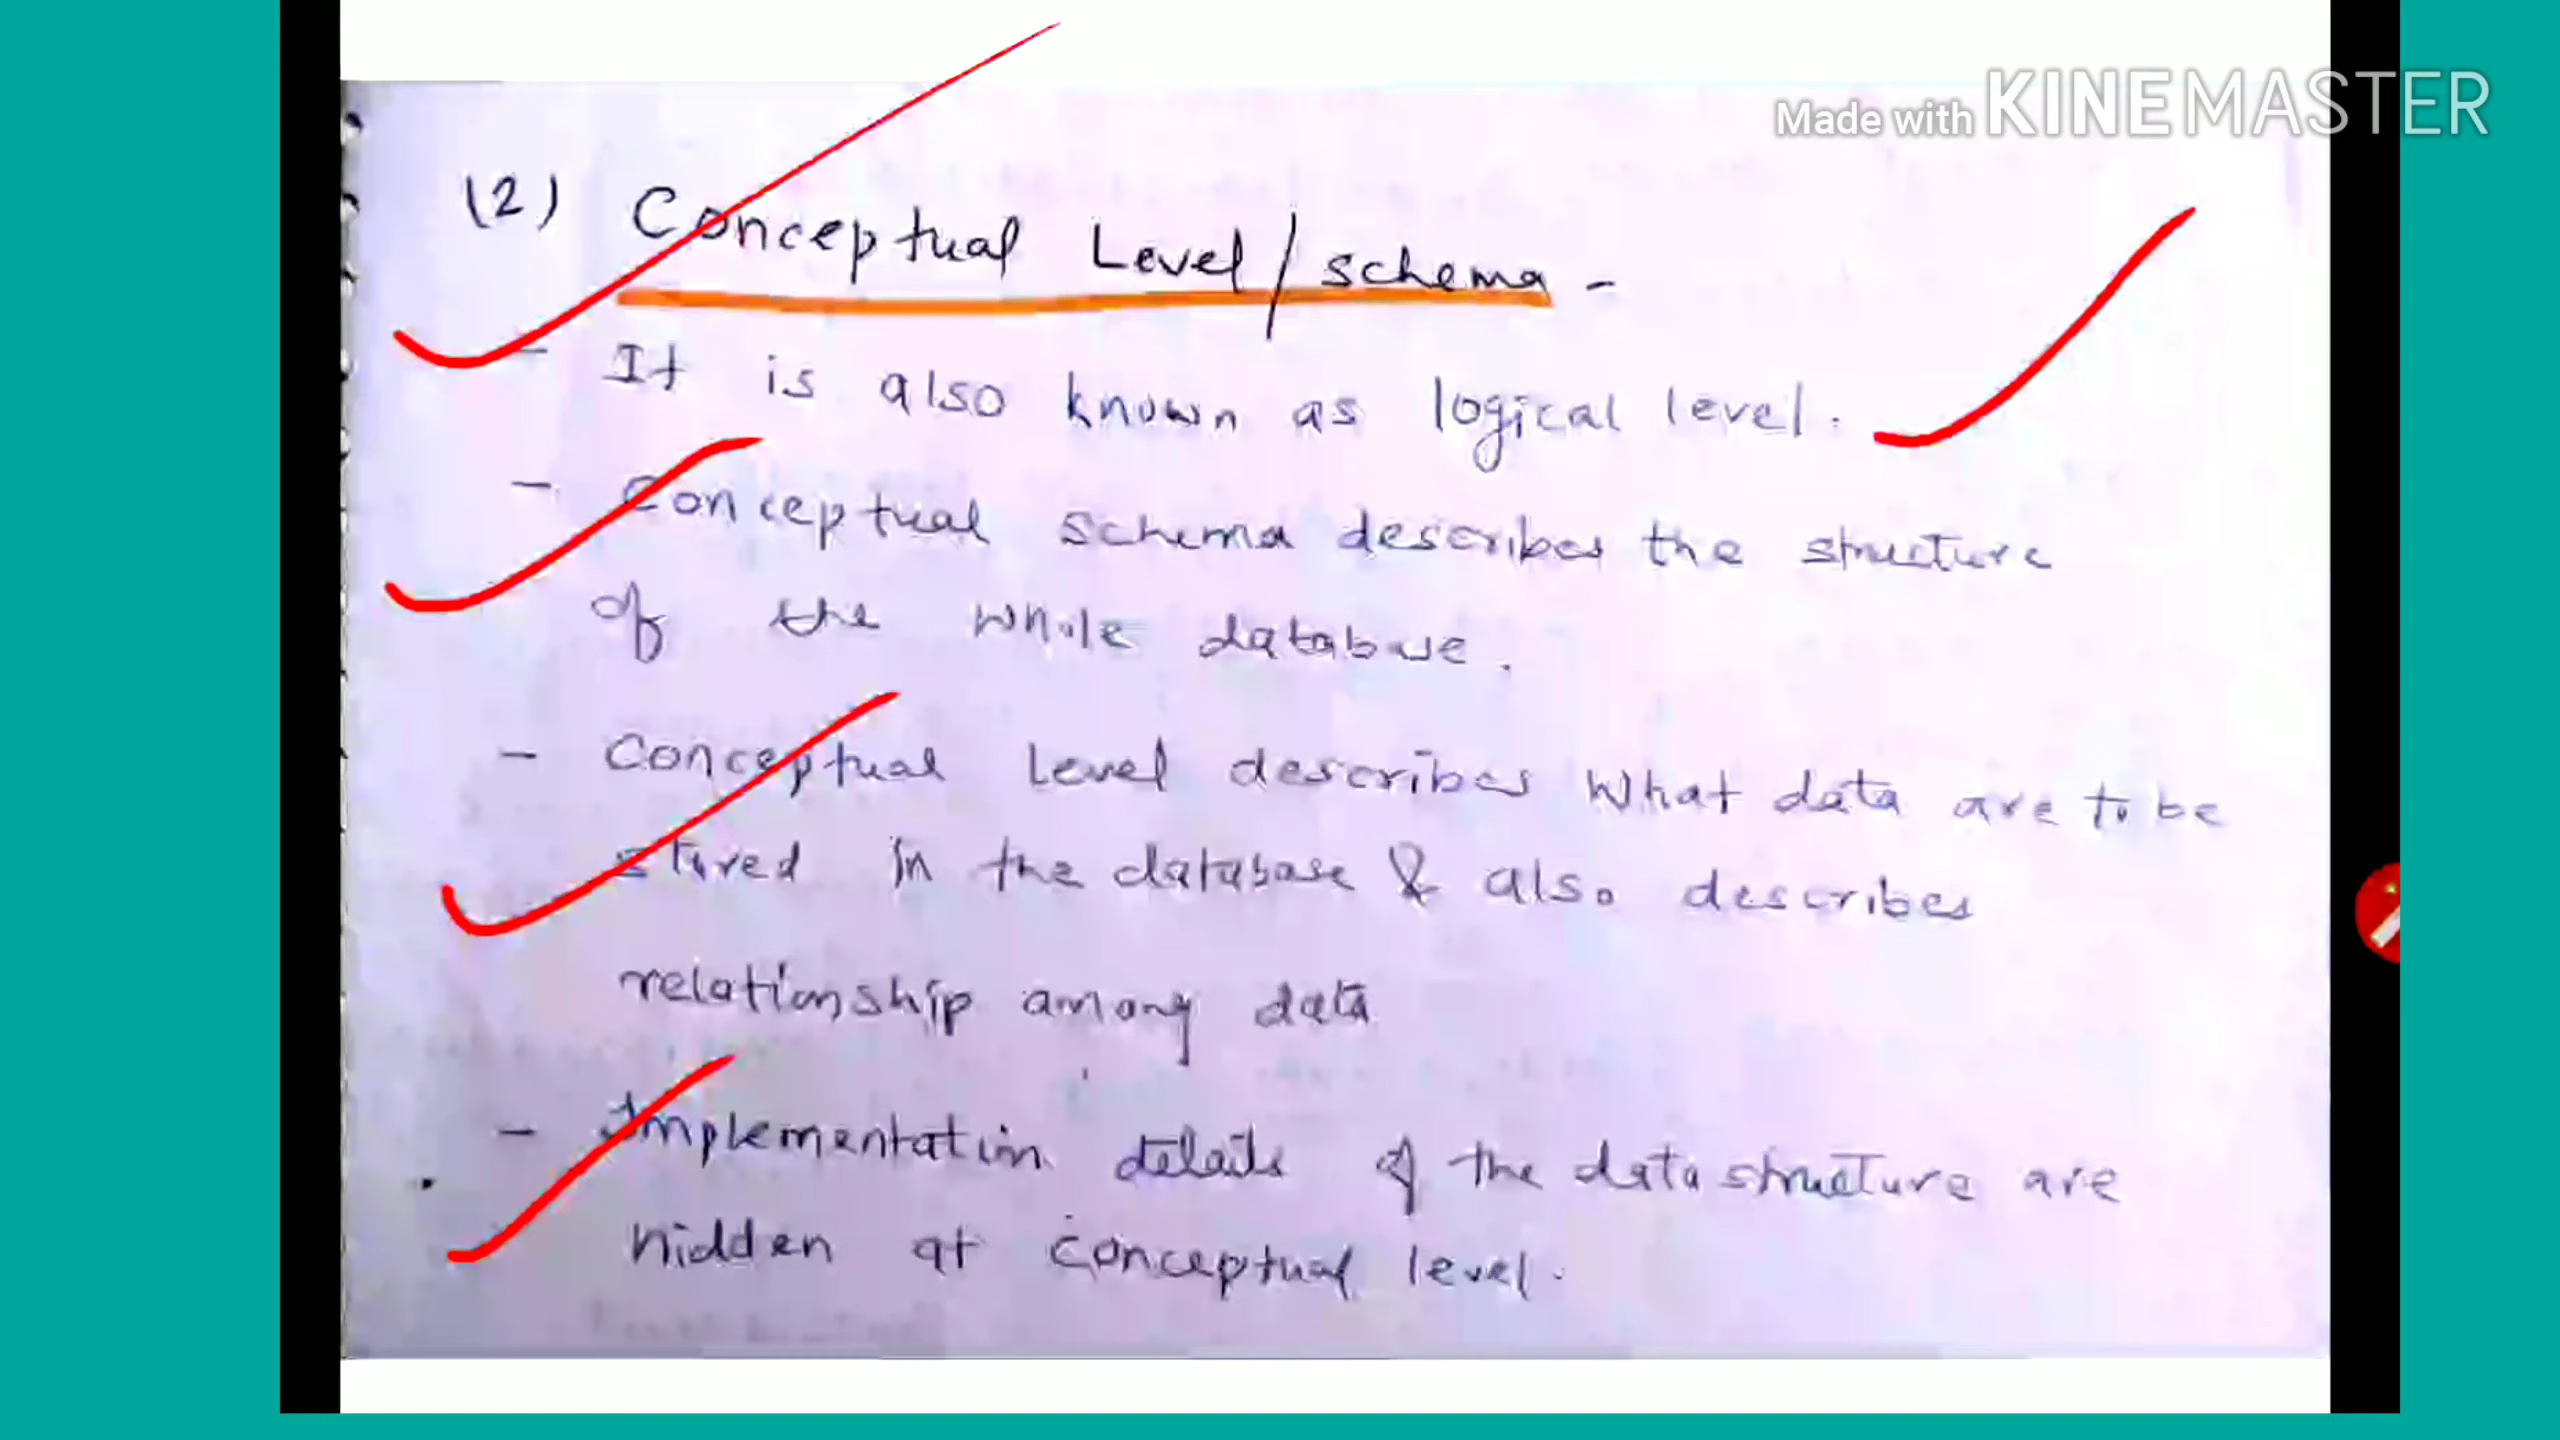 Made with KINEMASTER
(2) Conceptual Level/schema -
- It is also known as logical level.
- Conceptual schema describes the structure
of the whole database.
- Conceptual Level describes What data are to be
stored in the database & also describes
relationship among data
- Implementation details of the data structure are
hidden at conceptual level.